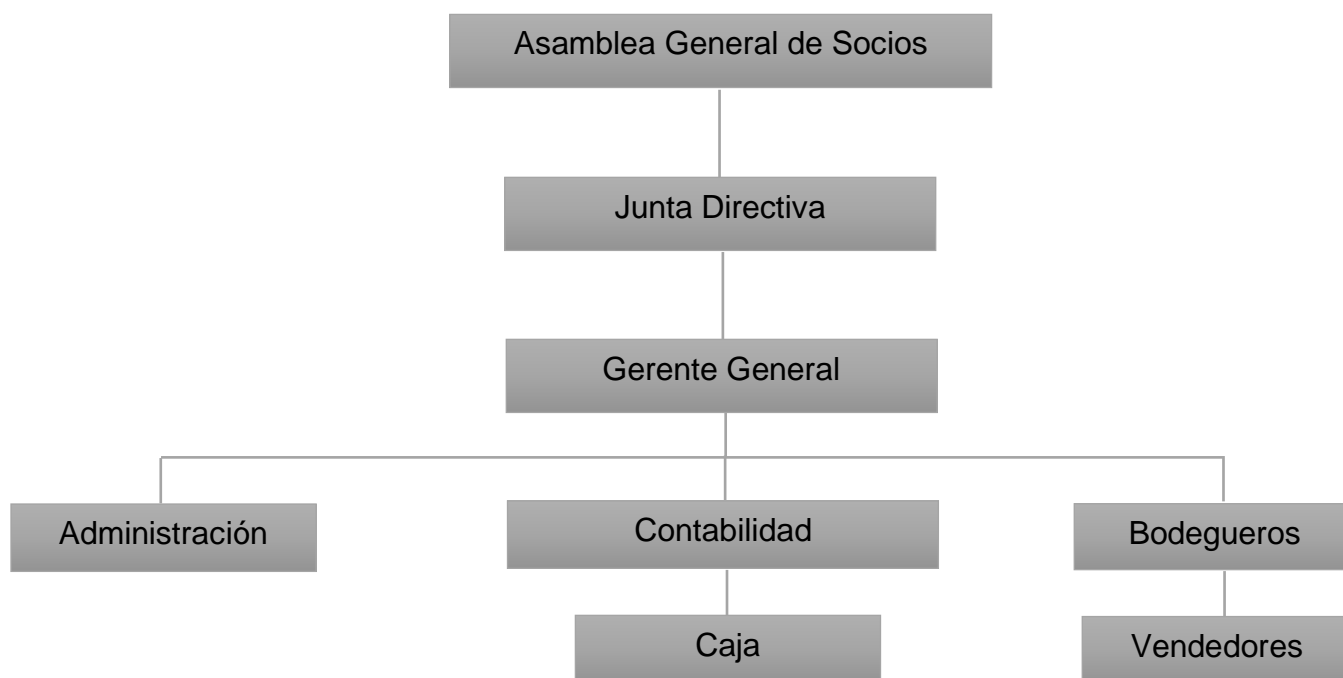 Asamblea General de Socios
Junta Directiva
Gerente General
Administración
Contabilidad
Bodegueros
Caja
Vendedores